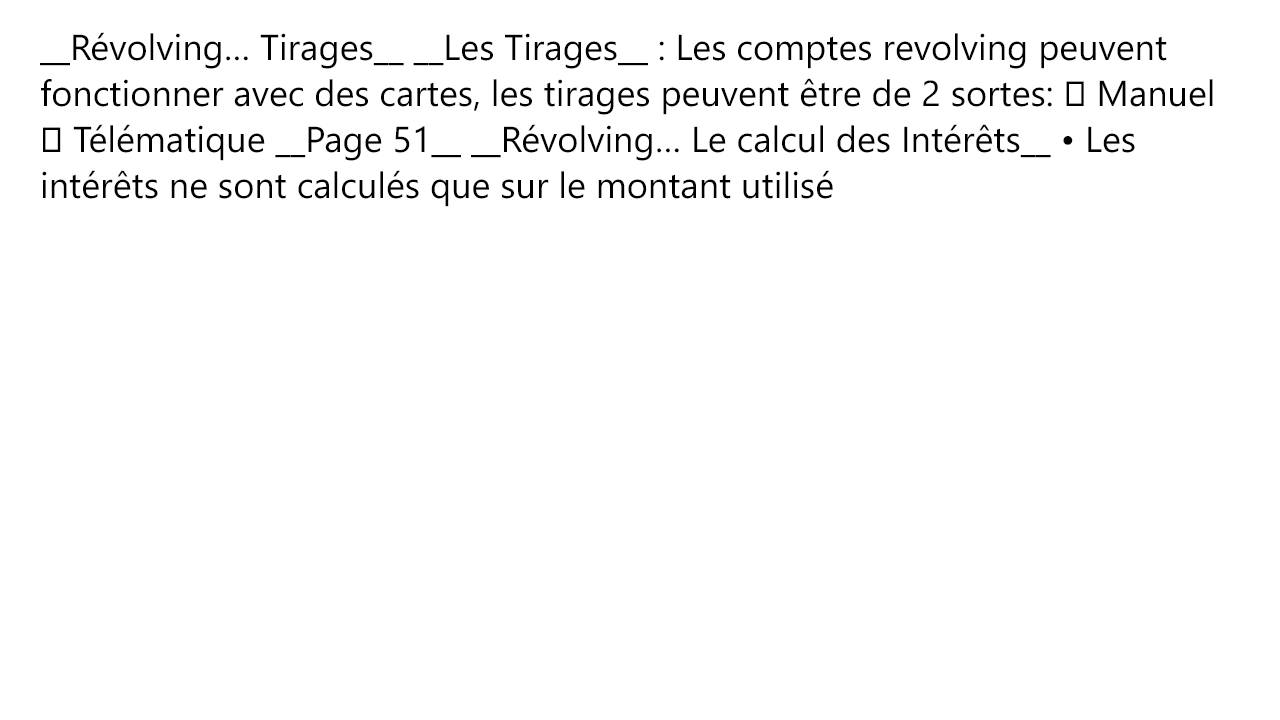 __Révolving… Tirages__ __Les Tirages__ : Les comptes revolving peuvent
fonctionner avec des cartes, les tirages peuvent être de 2 sortes:  Manuel
 Télématique __Page 51__ __Révolving… Le calcul des Intérêts__ • Les
intérêts ne sont calculés que sur le montant utilisé